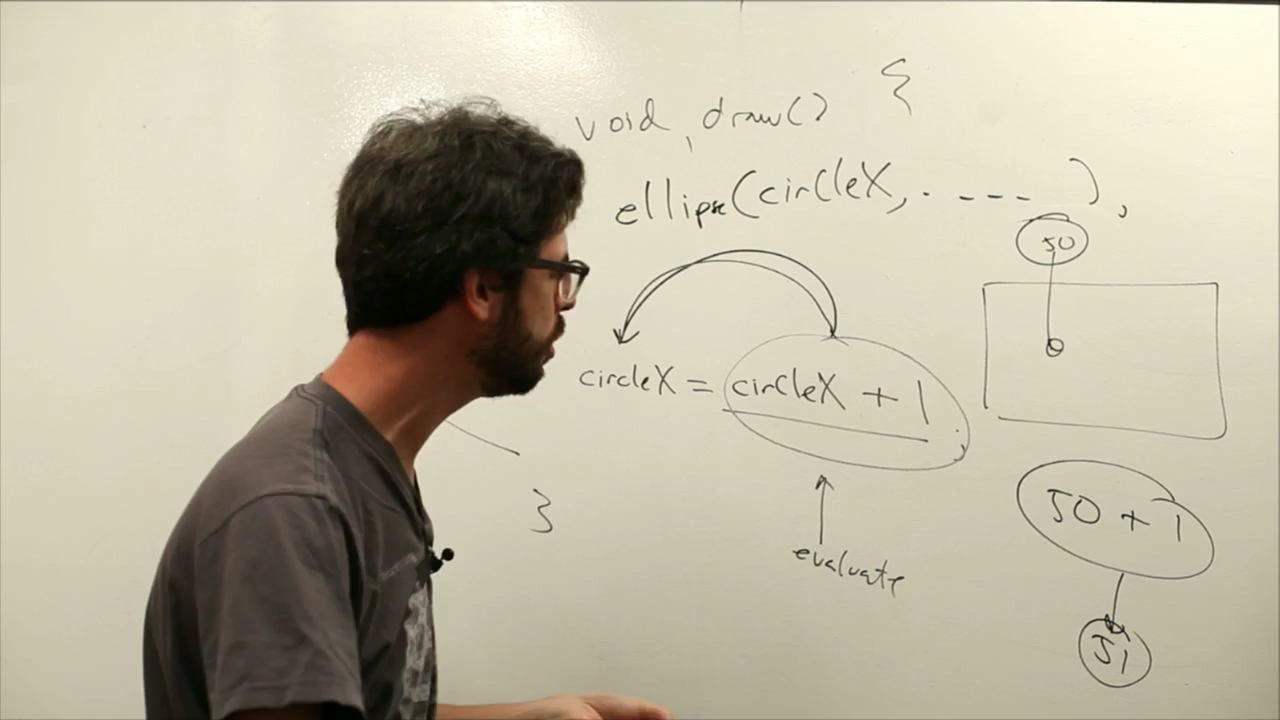 void draw() {
ellipse(circleX, . - - - - ),
50
circleX = circleX + 1 ;
50 + 1
}
evaluate
51